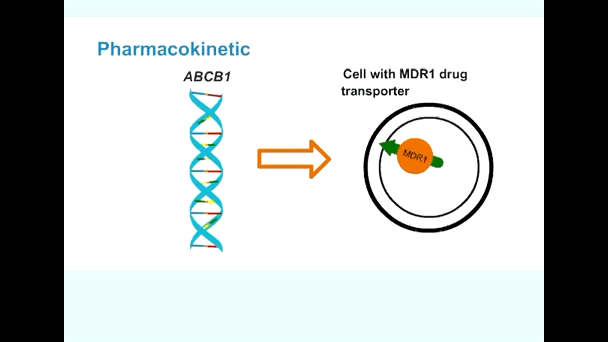 Pharmacokinetic
ABCB1
Cell with MDR1 drug
transporter
MDR1